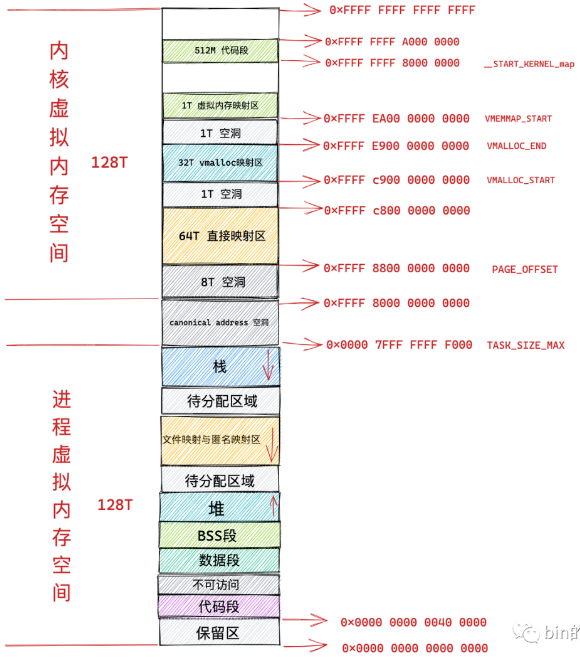 0×FFFF FFFF FFFF FFFF
512M 代码段
0×FFFF FFFF A000 0000
0×FFFF FFFF 8000 0000
__START_KERNEL_map
内核虚拟内存空间
128T
1T 虚拟内存映射区
0×FFFF EA00 0000 0000
VMEMMAP_START
1T 空洞
0×FFFF E900 0000 0000
VMALLOC_END
32T vmalloc映射区
0×FFFF c900 0000 0000
VMALLOC_START
1T 空洞
0×FFFF c800 0000 0000
64T 直接映射区
0×FFFF 8800 0000 0000
PAGE_OFFSET
8T 空洞
0×FFFF 8000 0000 0000
canonical address 空洞
0×0000 7FFF FFFF F000
TASK_SIZE_MAX
进程虚拟内存空间
128T
栈
待分配区域
文件映射与匿名映射区
待分配区域
堆
BSS段
数据段
不可访问
代码段
0×0000 0000 0040 0000
保留区
0×0000 0000 0000 0000
bin